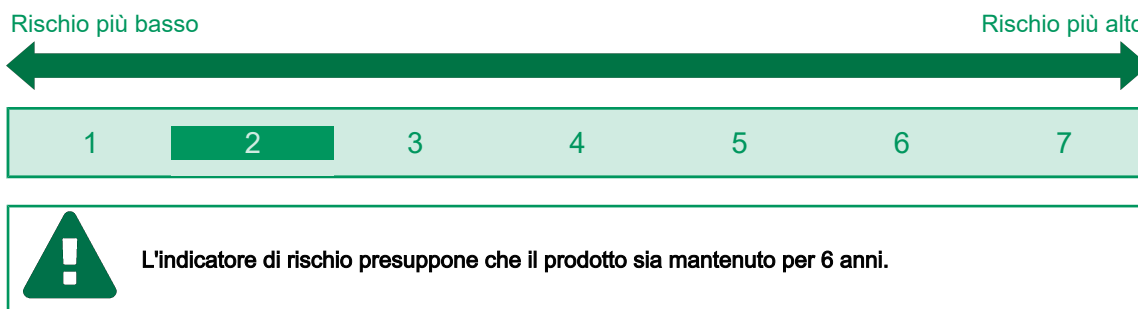 Rischio più basso Rischio più alto
1 2 3 4 5 6 7
L'indicatore di rischio presuppone che il prodotto sia mantenuto per 6 anni.